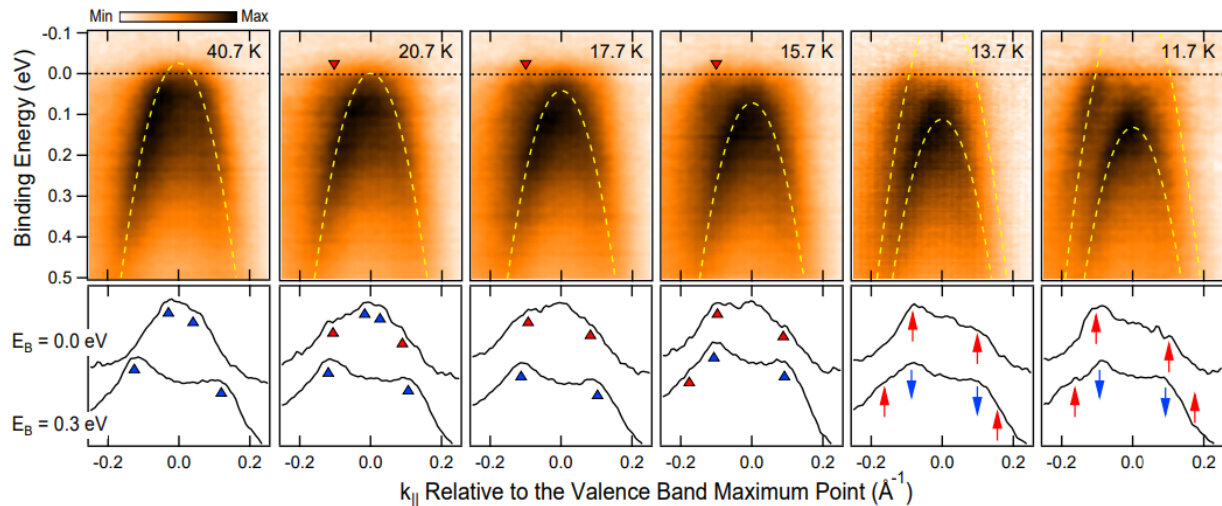 Min Max
-0.1
0.0
0.1
0.2
0.3
0.4
0.5
Binding Energy (eV)
40.7 K
20.7 K
17.7 K
15.7 K
13.7 K
11.7 K
E_B = 0.0 eV
E_B = 0.3 eV
-0.2 0.0 0.2
-0.2 0.0 0.2
-0.2 0.0 0.2
-0.2 0.0 0.2
-0.2 0.0 0.2
-0.2 0.0 0.2
k_|| Relative to the Valence Band Maximum Point (Å^-1)